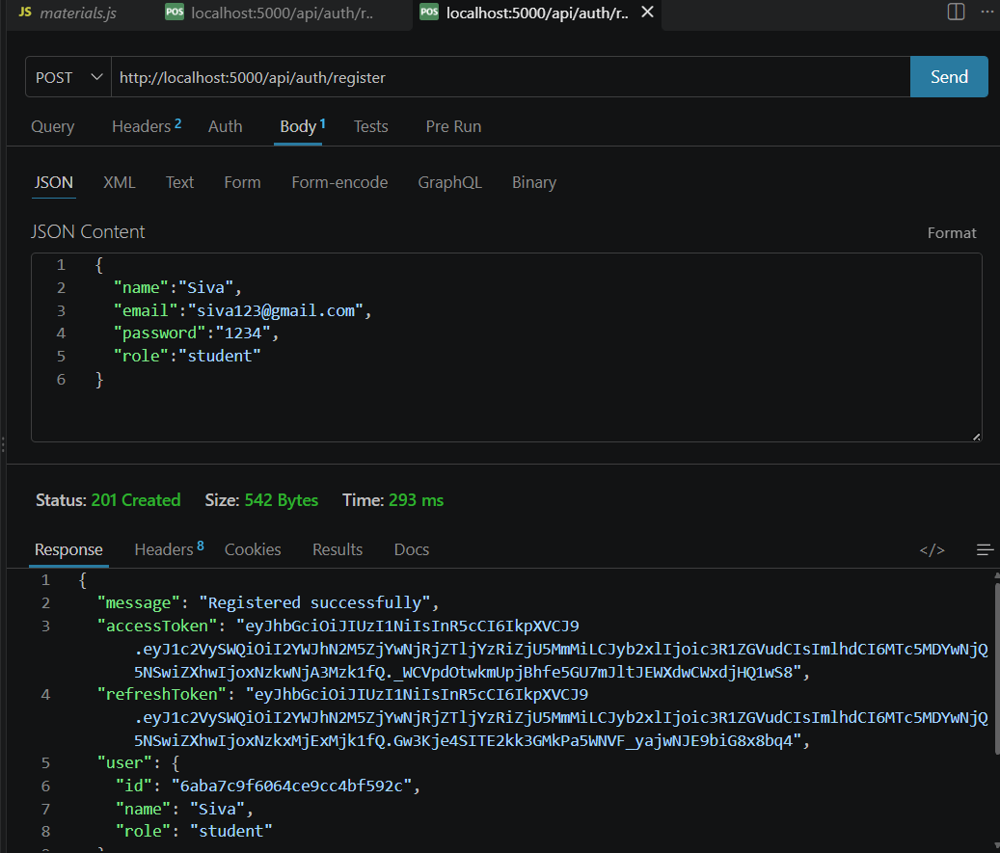 JS materials.js POS localhost:5000/api/auth/r.. POS localhost:5000/api/auth/r.. ✕ ...
POST http://localhost:5000/api/auth/register Send
Query Headers 2 Auth Body 1 Tests Pre Run
JSON XML Text Form Form-encode GraphQL Binary
JSON Content Format
1 {
2 "name":"Siva",
3 "email":"siva123@gmail.com",
4 "password":"1234",
5 "role":"student"
6 }
Status: 201 Created Size: 542 Bytes Time: 293 ms
Response Headers 8 Cookies Results Docs </>
1 {
2 "message": "Registered successfully",
3 "accessToken": "eyJhbGciOiJIUzI1NiIsInR5cCI6IkpXVCJ9
.eyJ1c2VySWQiOiI2YWJhN2M5ZjYwNjRjZTljYzRiZjU5MmMiLCJyb2xlIjoic3R1ZGVudCIsImlhdCI6MTc5MDYwNjQ
5NSwiZXhwIjoxNzkwNjA3Mzk1fQ._WCVpdOtwkmUpjBhfe5GU7mJltJEWXdwCWxdjHQ1wS8",
4 "refreshToken": "eyJhbGciOiJIUzI1NiIsInR5cCI6IkpXVCJ9
.eyJ1c2VySWQiOiI2YWJhN2M5ZjYwNjRjZTljYzRiZjU5MmMiLCJyb2xlIjoic3R1ZGVudCIsImlhdCI6MTc5MDYwNjQ
5NSwiZXhwIjoxNzkxMjExMjk1fQ.Gw3Kje4SITE2kk3GMkPa5WNVF_yajwNJE9biG8x8bq4",
5 "user": {
6 "id": "6aba7c9f6064ce9cc4bf592c",
7 "name": "Siva",
8 "role": "student"